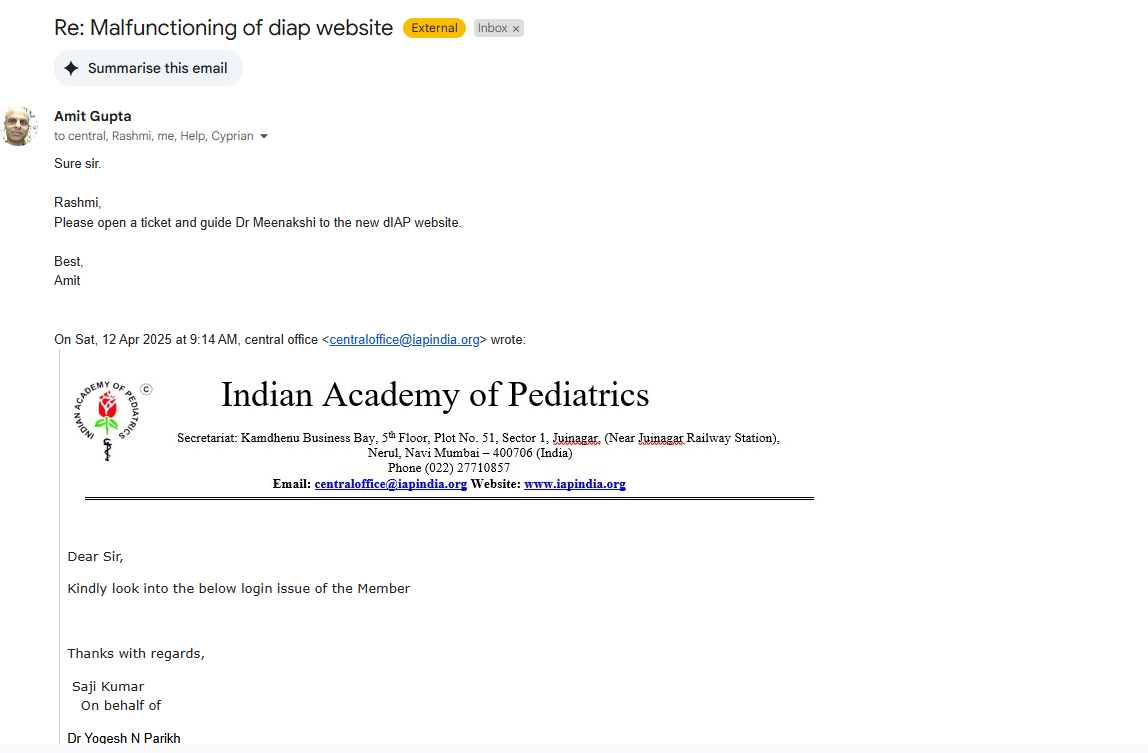 Re: Malfunctioning of diap website External Inbox ×
Summarise this email
Amit Gupta
to central, Rashmi, me, Help, Cyprian
Sure sir.
Rashmi,
Please open a ticket and guide Dr Meenakshi to the new dIAP website.
Best,
Amit
On Sat, 12 Apr 2025 at 9:14 AM, central office <centraloffice@iapindia.org> wrote:
INDIAN ACADEMY OF PEDIATRICS ©
Indian Academy of Pediatrics
Secretariat: Kamdhenu Business Bay, 5th Floor, Plot No. 51, Sector 1, Juinagar, (Near Juinagar Railway Station),
Nerul, Navi Mumbai – 400706 (India)
Phone (022) 27710857
Email: centraloffice@iapindia.org Website: www.iapindia.org
Dear Sir,
Kindly look into the below login issue of the Member
Thanks with regards,
Saji Kumar
On behalf of
Dr Yogesh N Parikh